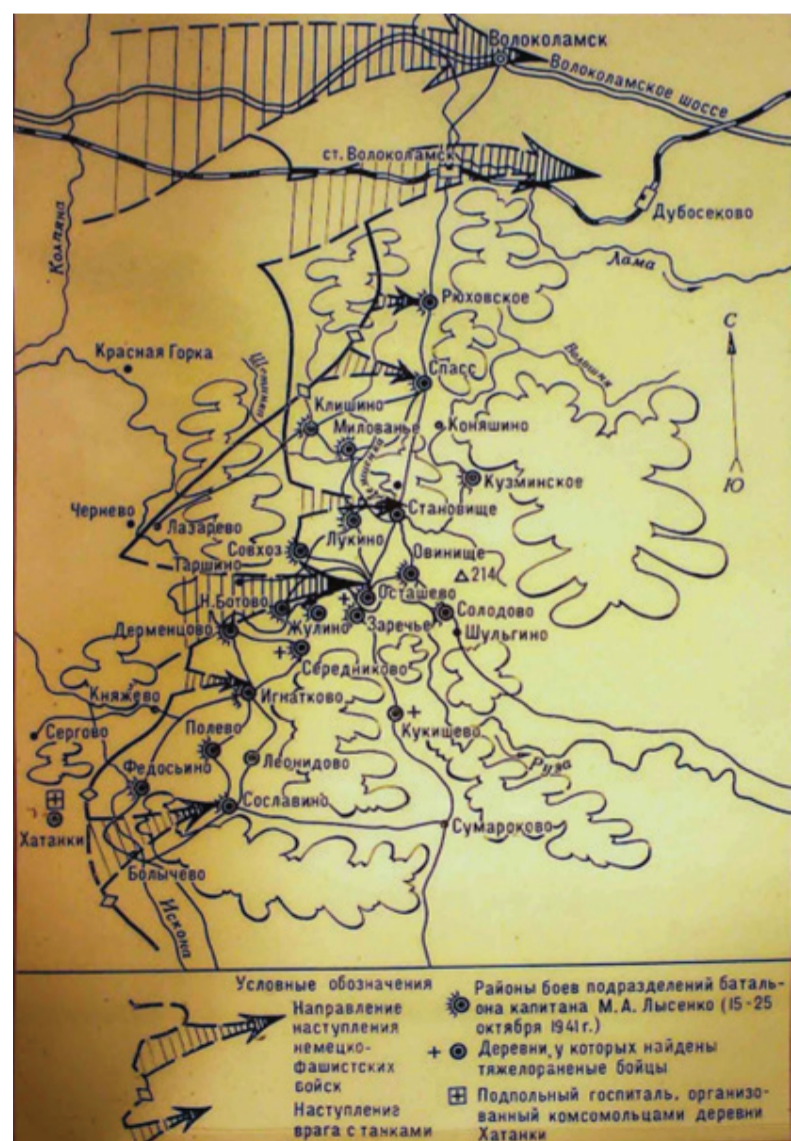 Волоколамск
Волоколамское шоссе
ст. Волоколамск
Дубосеково
Колпяна
Лама
Рюховское
С
Красная Горка
Волошня
Спасс
Клишино
Милованье
Коняшино
Кузминское
Ю
Становище
Чернево
Лазарево
Лукино
Совхоз
Овинище
Таршино
214
Осташево
Н.Ботово
Солодово
Дерменцово
Жулино
Заречье
Шульгино
Середниково
Княжево
Игнатково
Сергово
Полево
Кукишево
Руза
Федосьино
Леонидово
Сославино
Хатанки
Сумароково
Болычево
Искона
Условные обозначения
Направление
наступления
немецко-
фашистских
войск
Наступление
врага с танками
Районы боев подразделений баталь-
она капитана М.А. Лысенко (15-25
октября 1941г.)
Деревни, у которых найдены
тяжелораненые бойцы
Подпольный госпиталь, организо-
ванный комсомольцами деревни
Хатанки